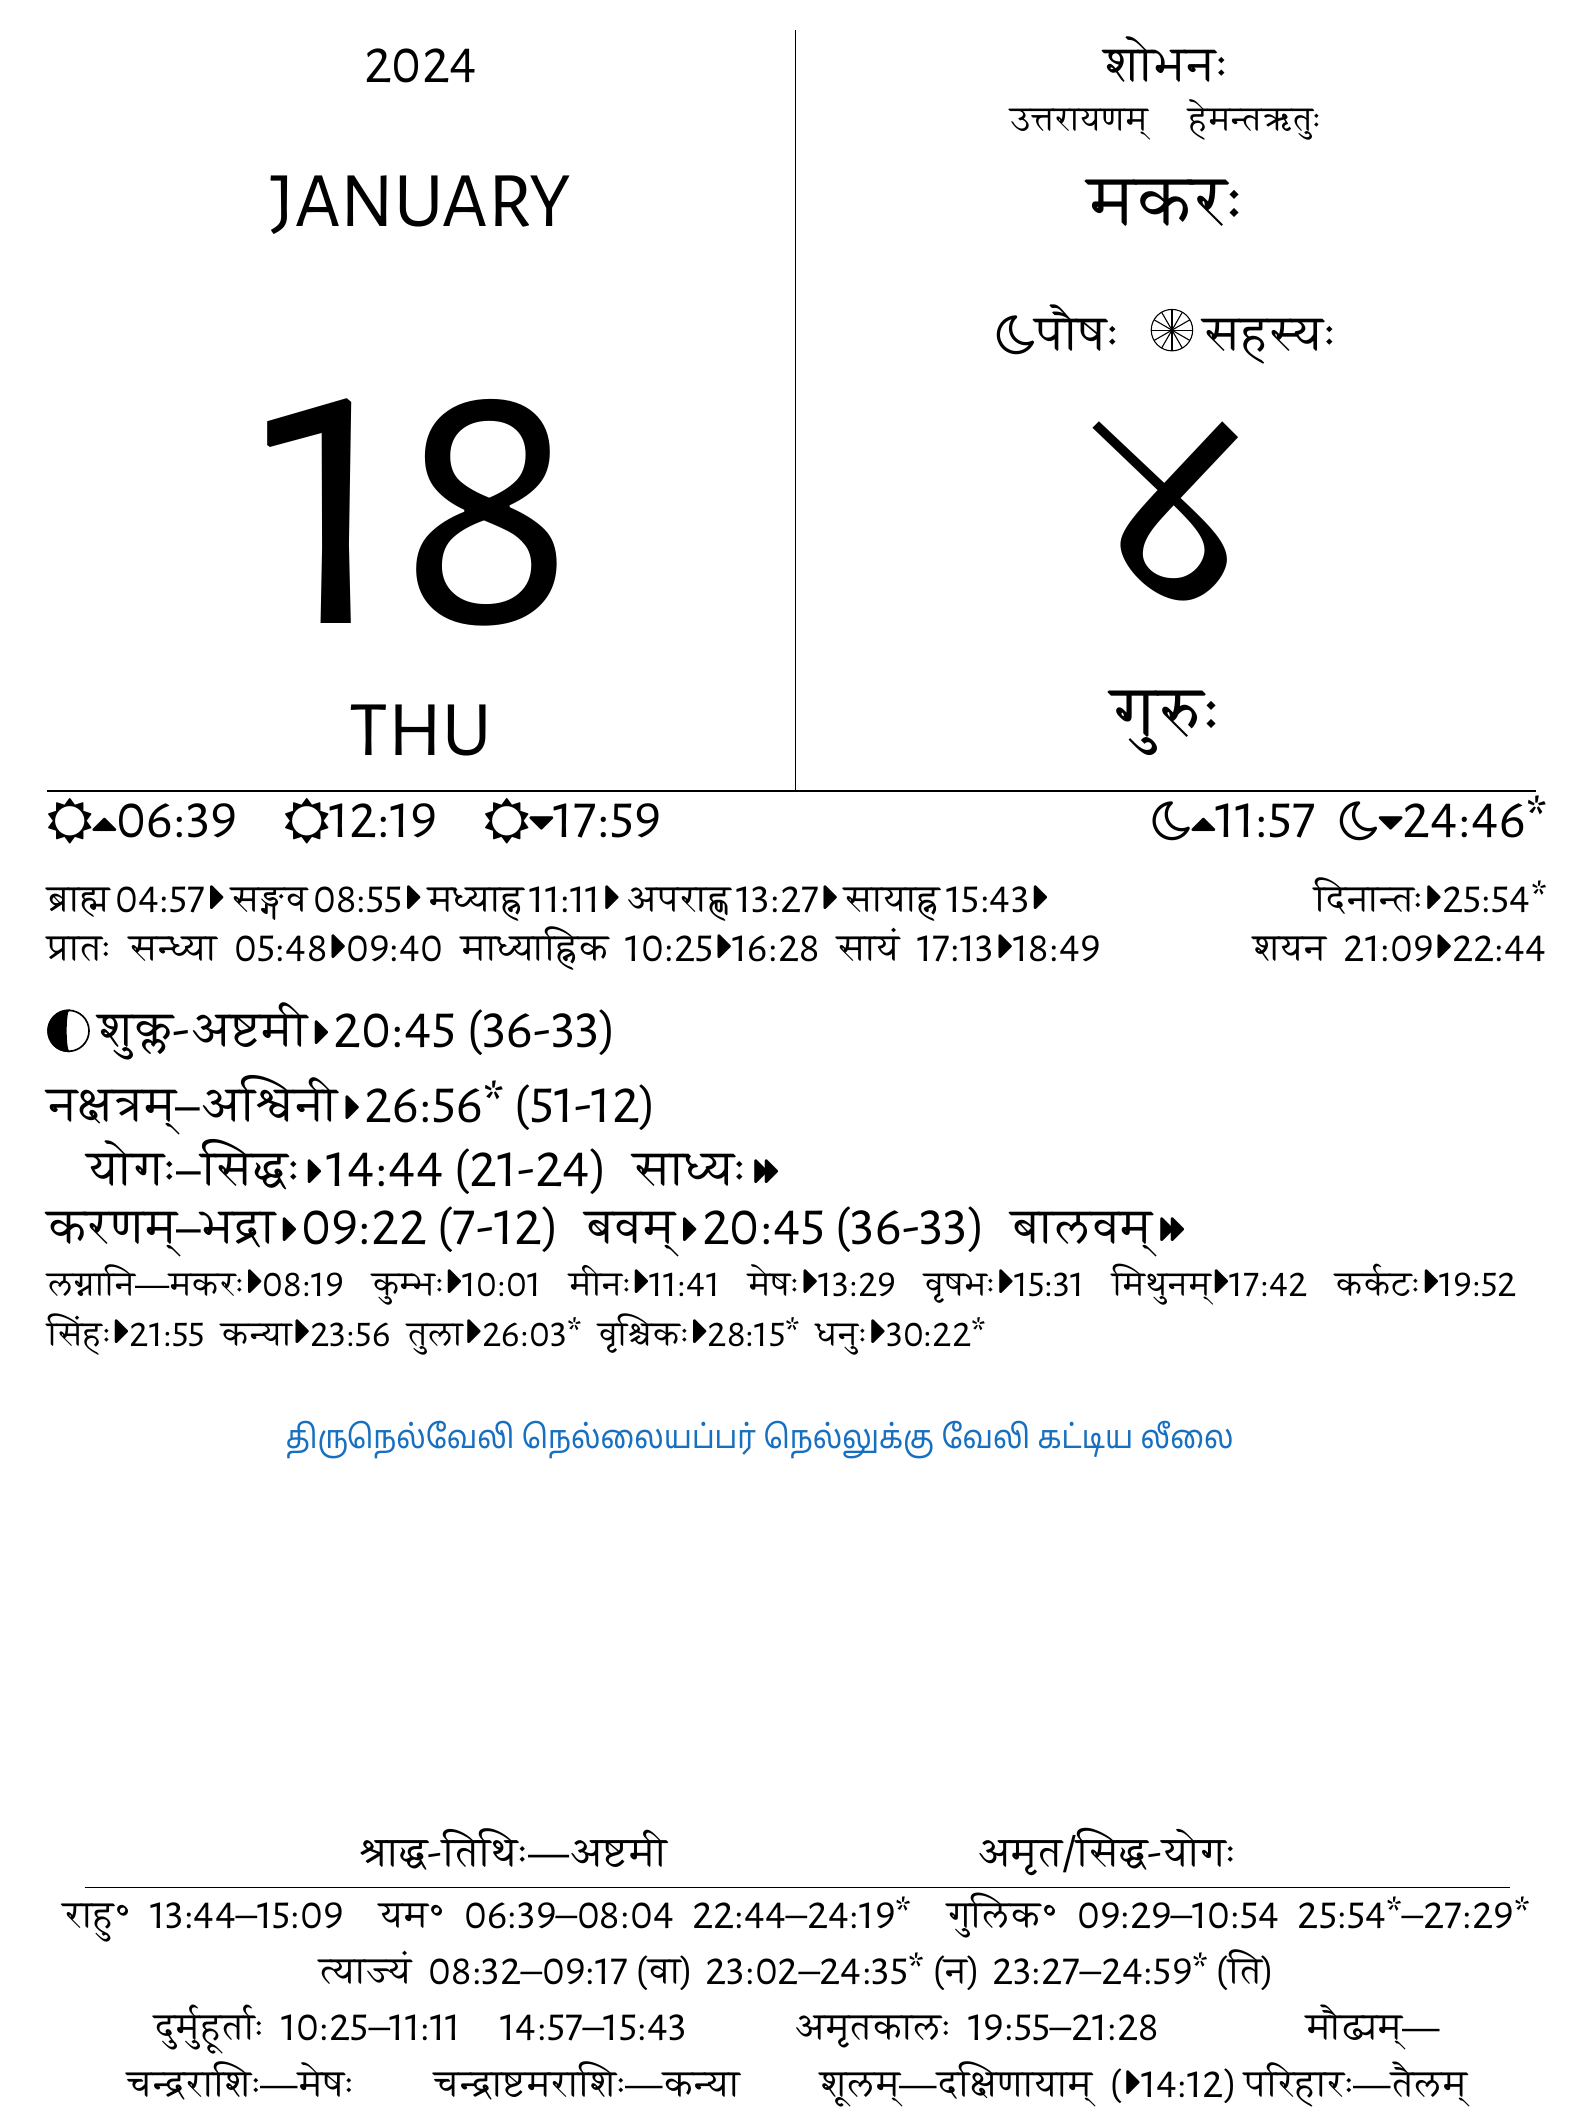 2024
JANUARY
18
THU
शोभनः
उत्तरायणम् हेमन्तऋतुः
मकरः
पौषः सहस्यः
४
गुरुः
06:39 12:19 17:59 11:57 24:46*
ब्राह्म 04:57 सङ्गव 08:55 मध्याह्न 11:11 अपराह्ण 13:27 सायाह्न 15:43 दिनान्तः 25:54*
प्रातः सन्ध्या 05:48 09:40 माध्याह्निक 10:25 16:28 सायं 17:13 18:49 शयन 21:09 22:44
शुक्ल-अष्टमी 20:45 (36-33)
नक्षत्रम्–अश्विनी 26:56* (51-12)
योगः–सिद्धः 14:44 (21-24) साध्यः
करणम्–भद्रा 09:22 (7-12) बवम् 20:45 (36-33) बालवम्
लग्नानि—मकरः 08:19 कुम्भः 10:01 मीनः 11:41 मेषः 13:29 वृषभः 15:31 मिथुनम् 17:42 कर्कटः 19:52
सिंहः 21:55 कन्या 23:56 तुला 26:03* वृश्चिकः 28:15* धनुः 30:22*
திருநெல்வேலி நெல்லையப்பர் நெல்லுக்கு வேலி கட்டிய லீலை
श्राद्ध-तिथिः—अष्टमी अमृत/सिद्ध-योगः
राहु॰ 13:44–15:09 यम॰ 06:39–08:04 22:44–24:19* गुलिक॰ 09:29–10:54 25:54*–27:29*
त्याज्यं 08:32–09:17 (वा) 23:02–24:35* (न) 23:27–24:59* (ति)
दुर्मुहूर्ताः 10:25–11:11 14:57–15:43 अमृतकालः 19:55–21:28 मौढ्यम्—
चन्द्रराशिः—मेषः चन्द्राष्टमराशिः—कन्या शूलम्—दक्षिणायाम् (14:12) परिहारः—तैलम्